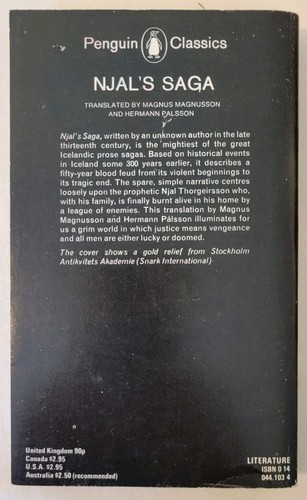 Penguin Classics
NJAL'S SAGA
TRANSLATED BY MAGNUS MAGNUSSON
AND HERMANN PÁLSSON
Njal's Saga, written by an unknown author in the late
thirteenth century, is the mightiest of the great
Icelandic prose sagas. Based on historical events
in Iceland some 300 years earlier, it describes a
fifty-year blood feud from its violent beginnings to
its tragic end. The spare, simple narrative centres
loosely upon the prophetic Njal Thorgeirsson who,
with his family, is finally burnt alive in his home by
a league of enemies. This translation by Magnus
Magnusson and Hermann Pálsson illuminates for
us a grim world in which justice means vengeance
and all men are either lucky or doomed.
The cover shows a gold relief from Stockholm
Antikvitets Akademie (Snark International)
United Kingdom 90p
Canada $2.95
U.S.A. $2.95
Australia $2.50 (recommended)
LITERATURE
ISBN 0 14
044.103 4